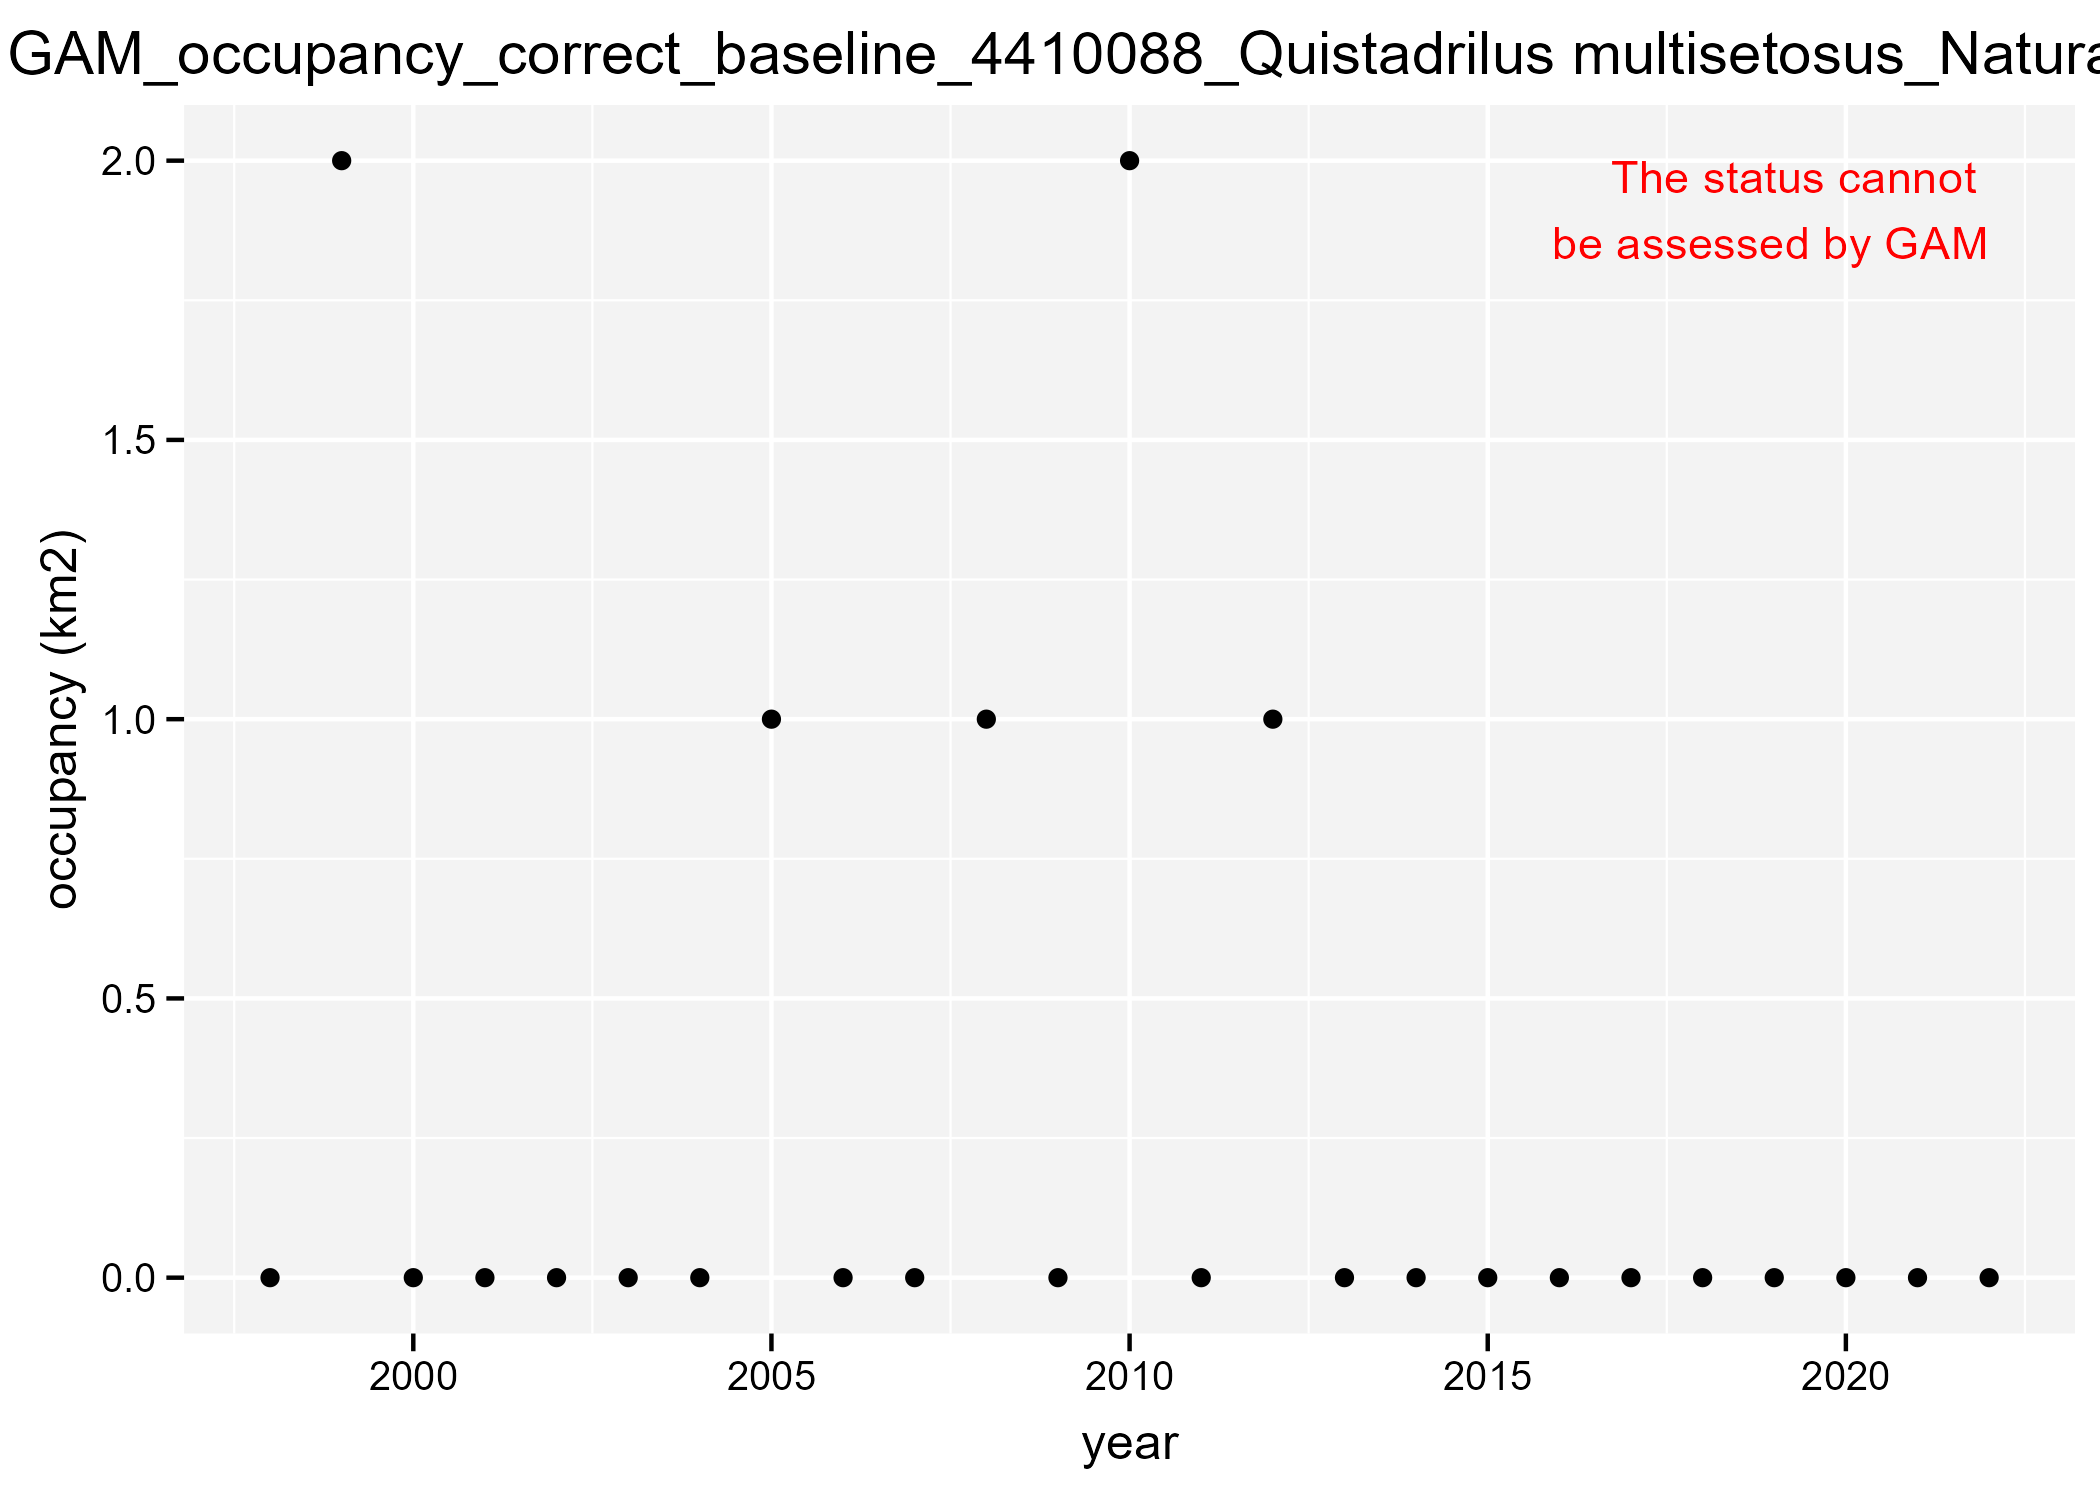 GAM_occupancy_correct_baseline_4410088_Quistadrilus multisetosus_Natura
2.0
The status cannot
be assessed by GAM
1.5
occupancy (km2)
1.0
0.5
0.0
2000 2005 2010 2015 2020
year